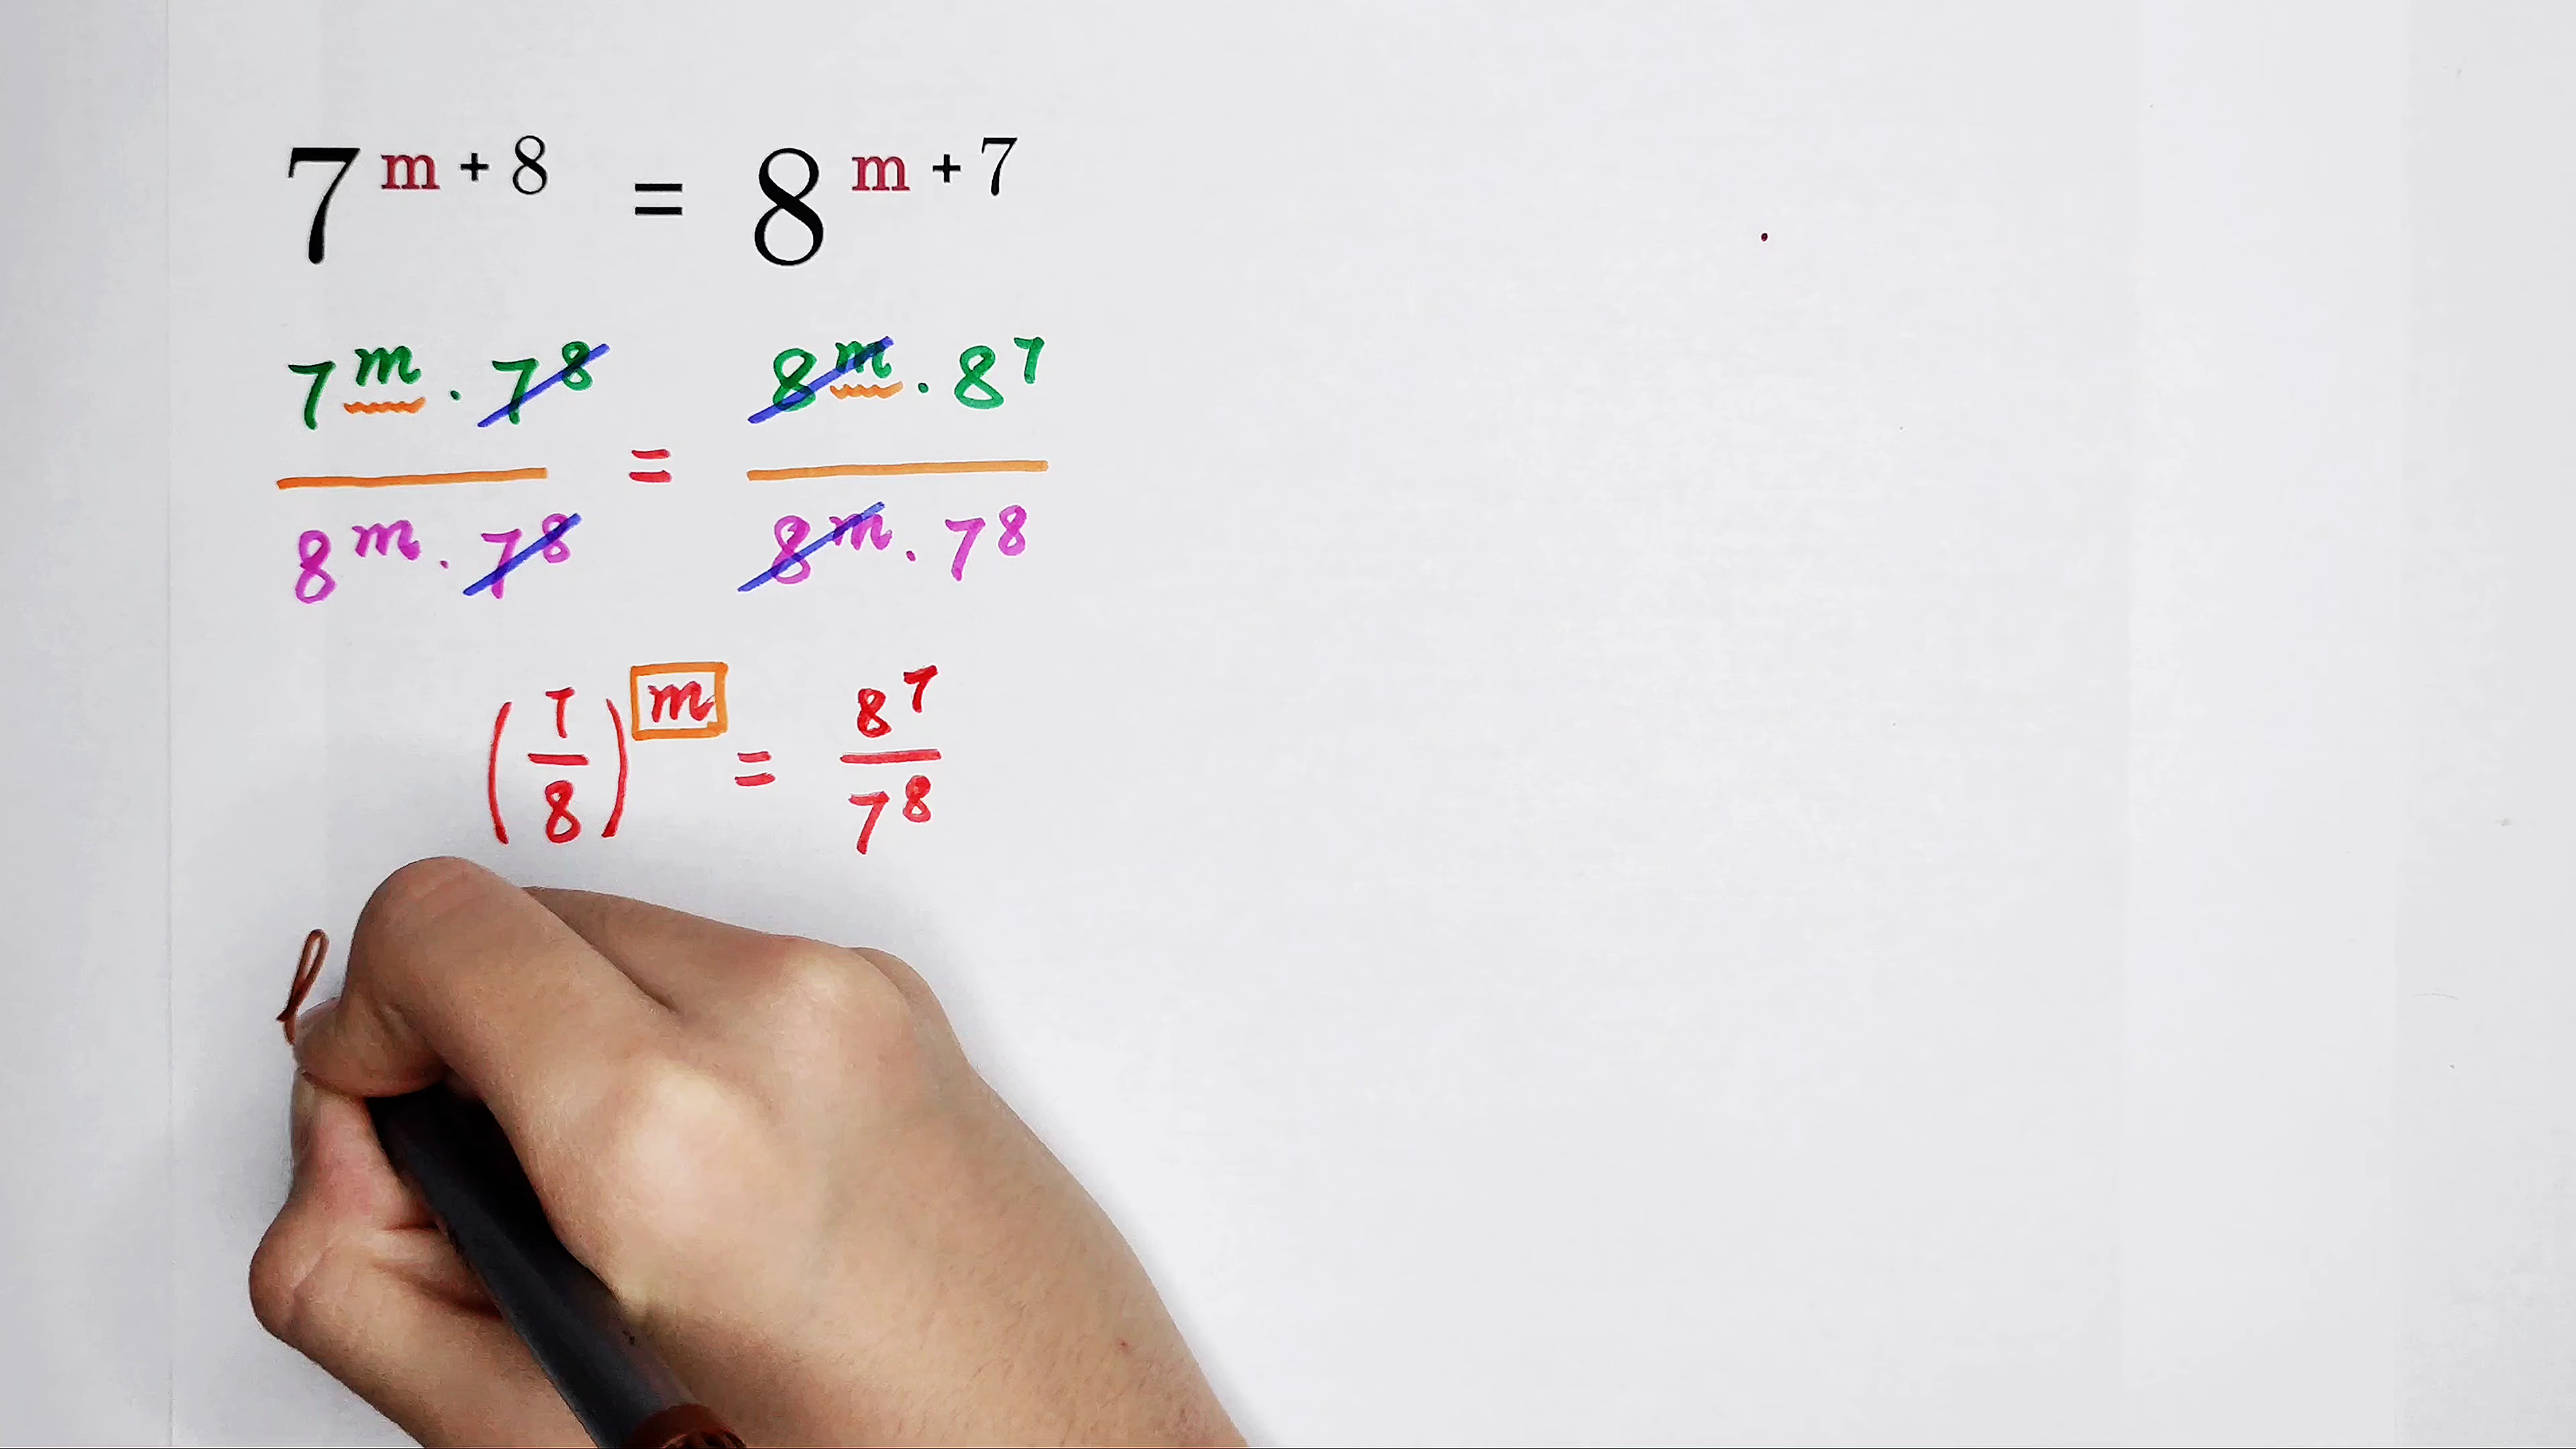 7^{m + 8} = 8^{m + 7}
7^m · 7^8 / 8^m · 7^8 = 8^m · 8^7 / 8^m · 7^8
(7/8)^m = 8^7 / 7^8
l